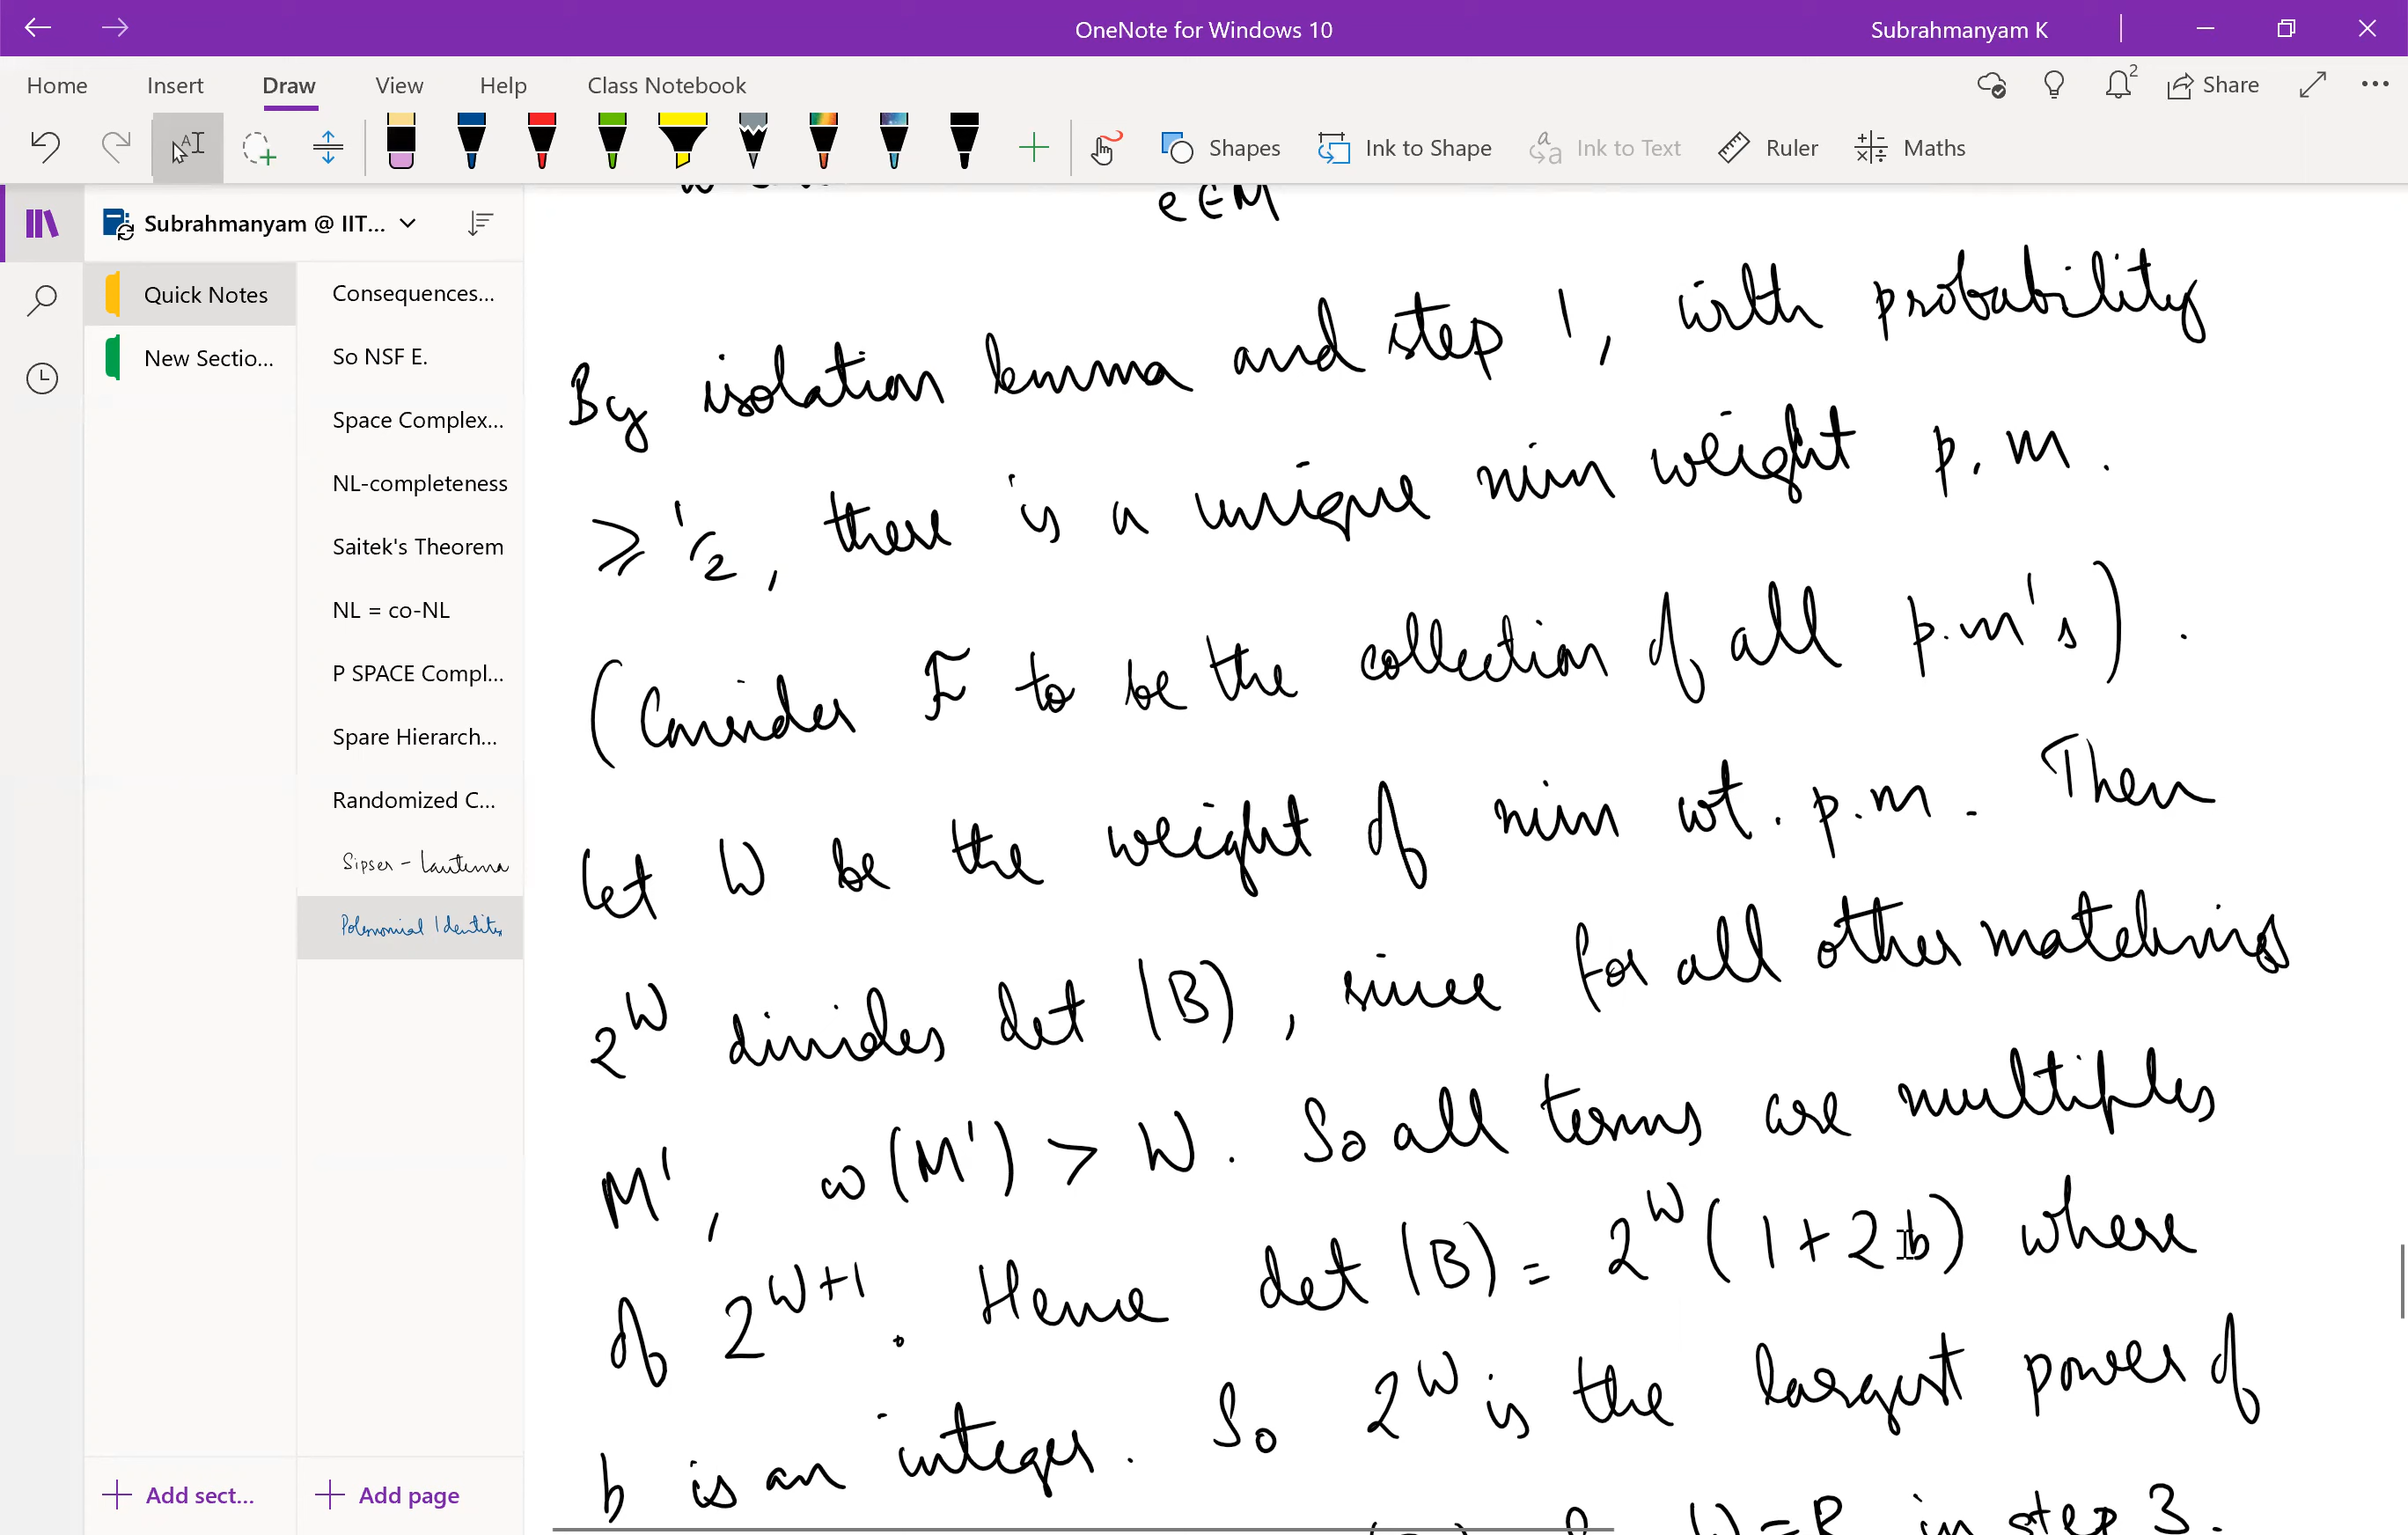 OneNote for Windows 10
Subrahmanyam K
Home Insert Draw View Help Class Notebook
2
Share
Shapes Ink to Shape Ink to Text Ruler Maths
Subrahmanyam @ IIT...
Quick Notes
New Sectio...
Consequences...
So NSF E.
Space Complex...
NL-completeness
Saitek's Theorem
NL = co-NL
P SPACE Compl...
Spare Hierarch...
Randomized C...
Sipser - Lautema
Polynomial Identity
Add sect...
Add page
e ∈ M
By isolation lemma and step 1, with probability
≥ 1/2, there is a unique min weight p.m.
(Consider F to be the collection of all p.m's).
Let W be the weight of min wt. p.m. Then
2^W divides det (B), since for all other matchings
M', w(M') > W. So all terms are multiples
of 2^{W+1}. Hence det (B) = 2^W (1 + 2b) where
b is an integer. So 2^W is the largest power of
W = R in step 3.